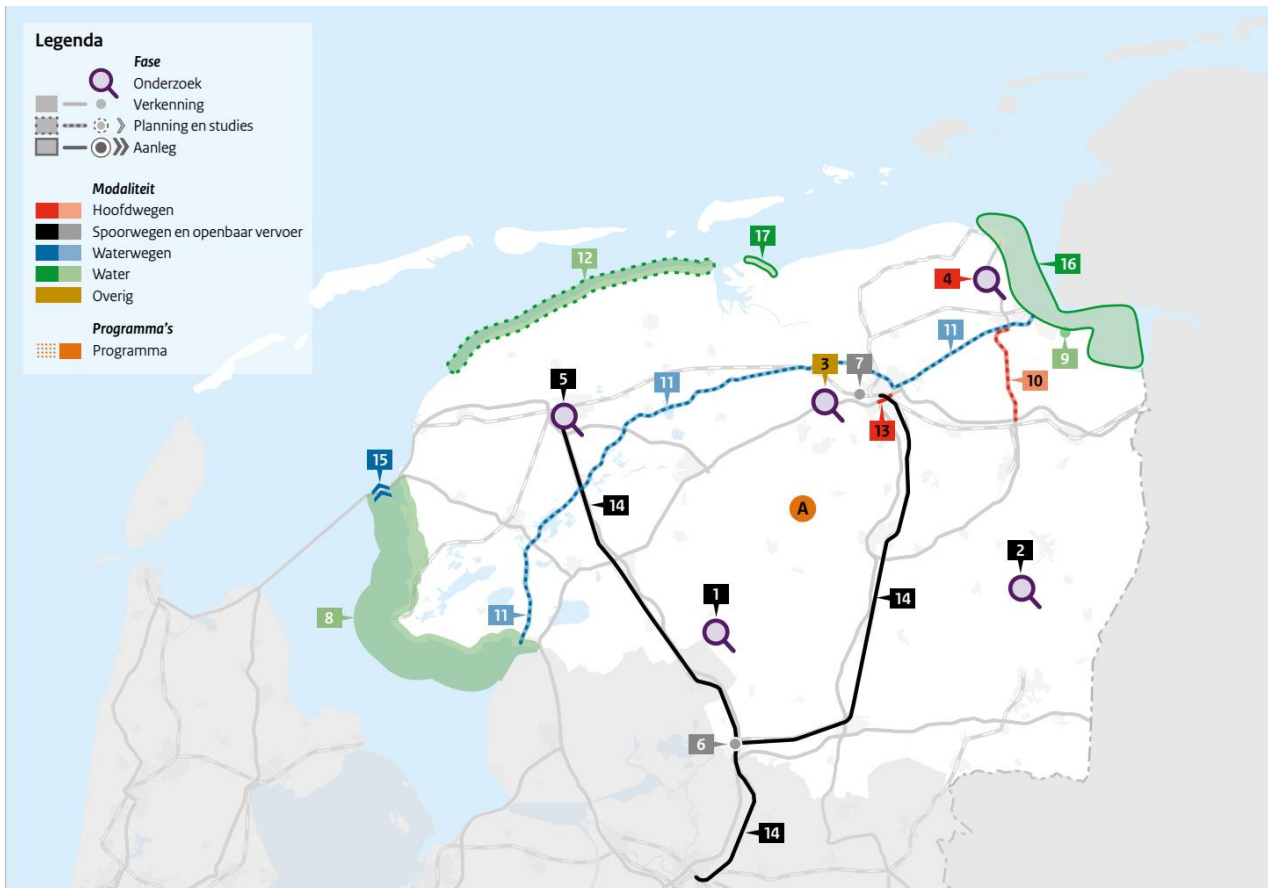 Legenda
Fase
Onderzoek
Verkenning
Planning en studies
Aanleg
Modaliteit
Hoofdwegen
Spoorwegen en openbaar vervoer
Waterwegen
Water
Overig
Programma's
Programma
17
12
16
4
11
9
3
7
5
11
10
13
15
A
14
2
1
14
11
8
6
14